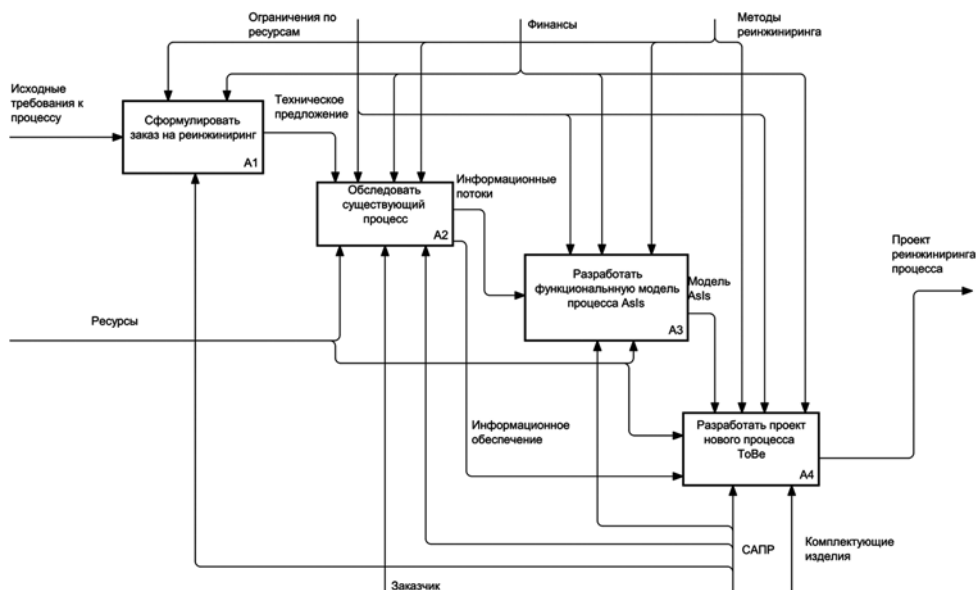 Ограничения по
ресурсам
Финансы
Методы
реинжиниринга
Исходные
требования к
процессу
Сформулировать
заказ на реинжиниринг
A1
Техническое
предложение
Обследовать
существующий
процесс
A2
Информационные
потоки
Разработать
функциональнную модель
процесса AsIs
A3
Модель
AsIs
Проект
реинжиниринга
процесса
Ресурсы
Информационное
обеспечение
Разработать проект
нового процесса
ToBe
A4
САПР
Комплектующие
изделия
Заказчик